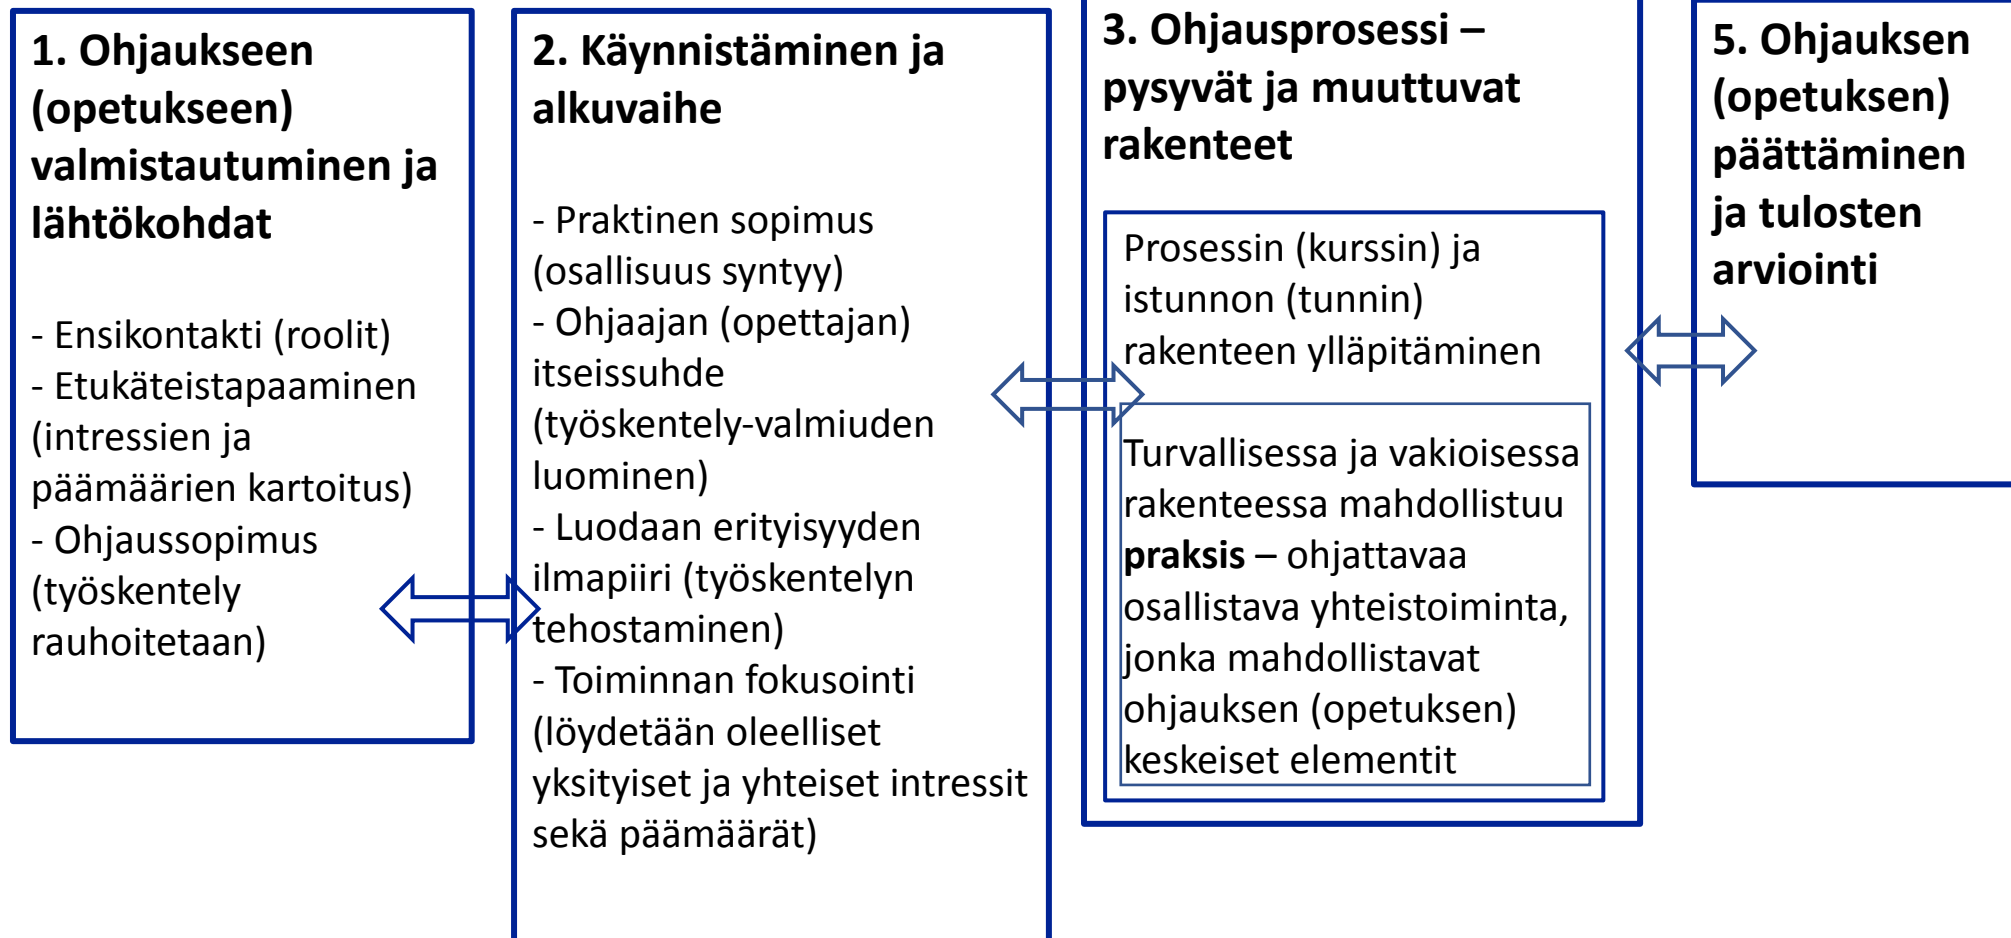 1. Ohjaukseen
(opetukseen)
valmistautuminen ja
lähtökohdat
- Ensikontakti (roolit)
- Etukäteistapaaminen
(intressien ja
päämäärien kartoitus)
- Ohjaussopimus
(työskentely
rauhoitetaan)
2. Käynnistäminen ja
alkuvaihe
- Praktinen sopimus
(osallisuus syntyy)
- Ohjaajan (opettajan)
itseissuhde
(työskentely-valmiuden
luominen)
- Luodaan erityisyyden
ilmapiiri (työskentelyn
tehostaminen)
- Toiminnan fokusointi
(löydetään oleelliset
yksityiset ja yhteiset intressit
sekä päämäärät)
3. Ohjausprosessi –
pysyvät ja muuttuvat
rakenteet
Prosessin (kurssin) ja
istunnon (tunnin)
rakenteen ylläpitäminen
Turvallisessa ja vakioisessa
rakenteessa mahdollistuu
praksis – ohjattavaa
osallistava yhteistoiminta,
jonka mahdollistavat
ohjauksen (opetuksen)
keskeiset elementit
5. Ohjauksen
(opetuksen)
päättäminen
ja tulosten
arviointi